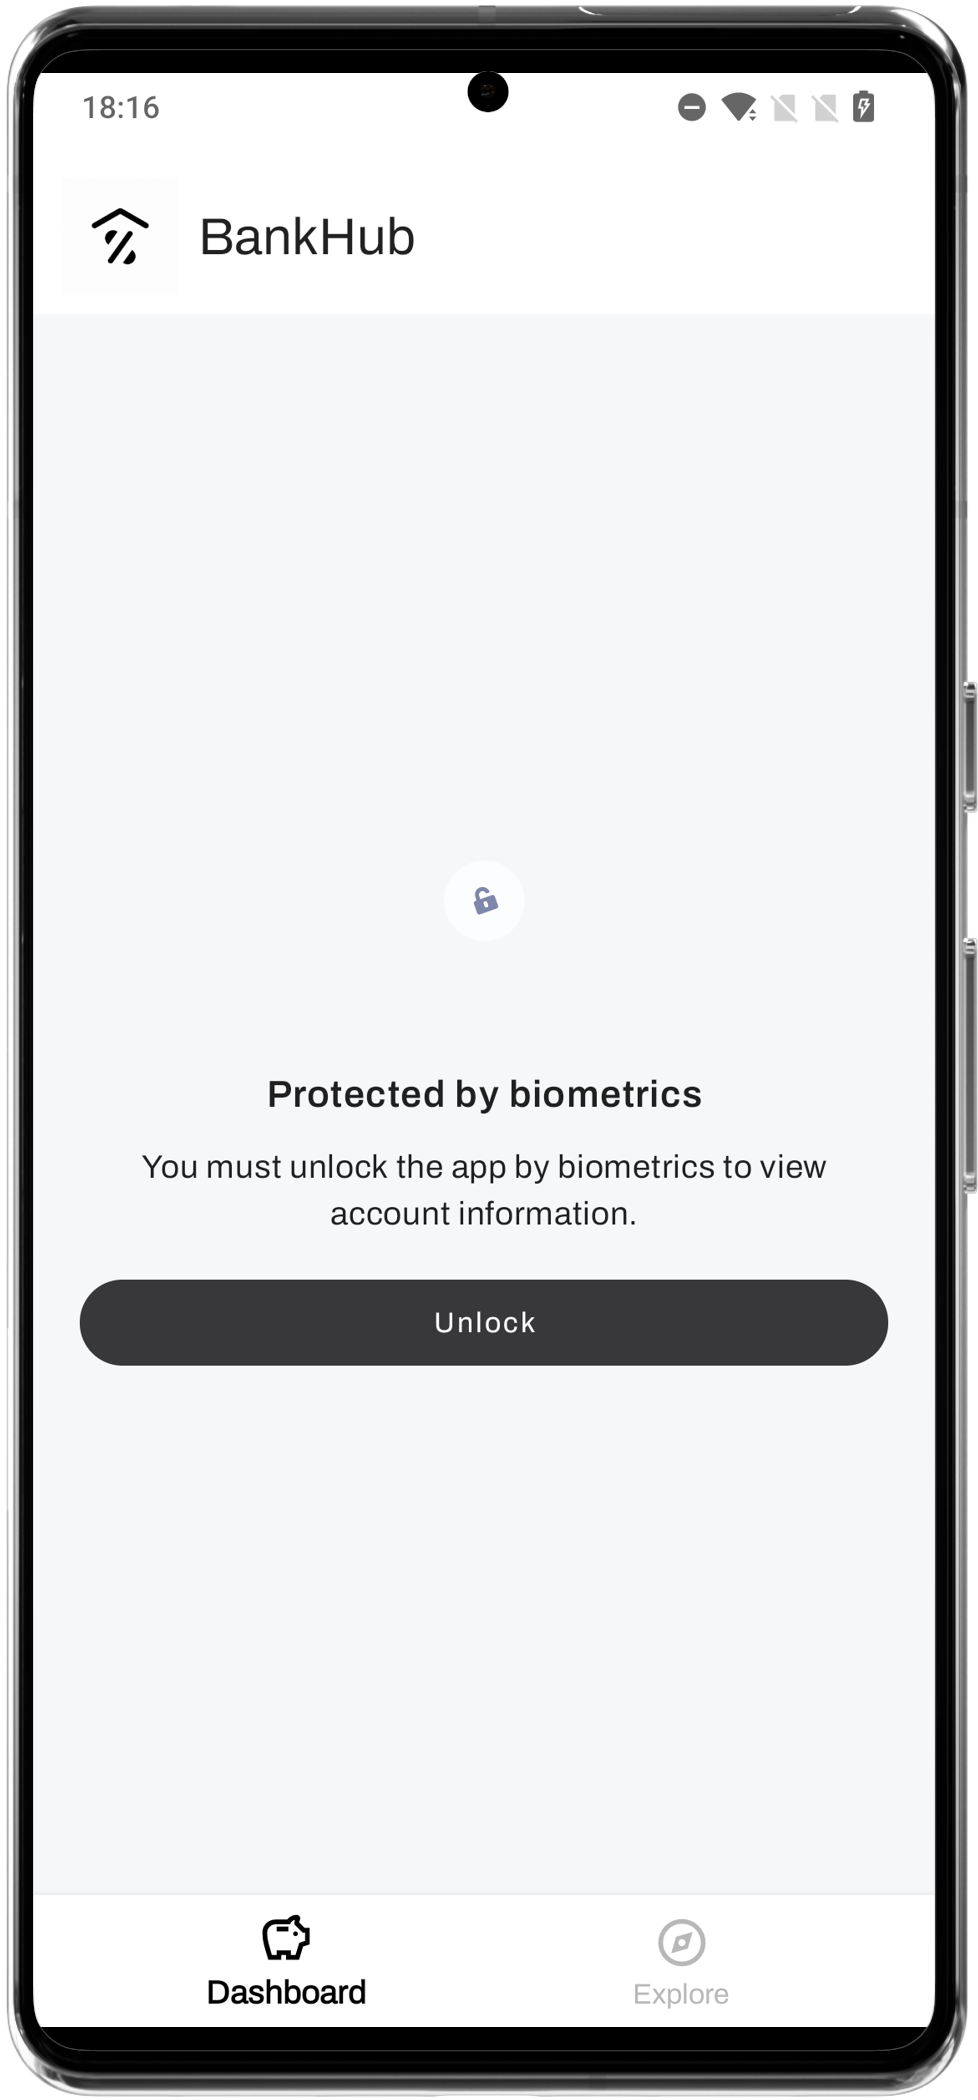 18:16
BankHub
Protected by biometrics
You must unlock the app by biometrics to view
account information.
Unlock
Dashboard
Explore